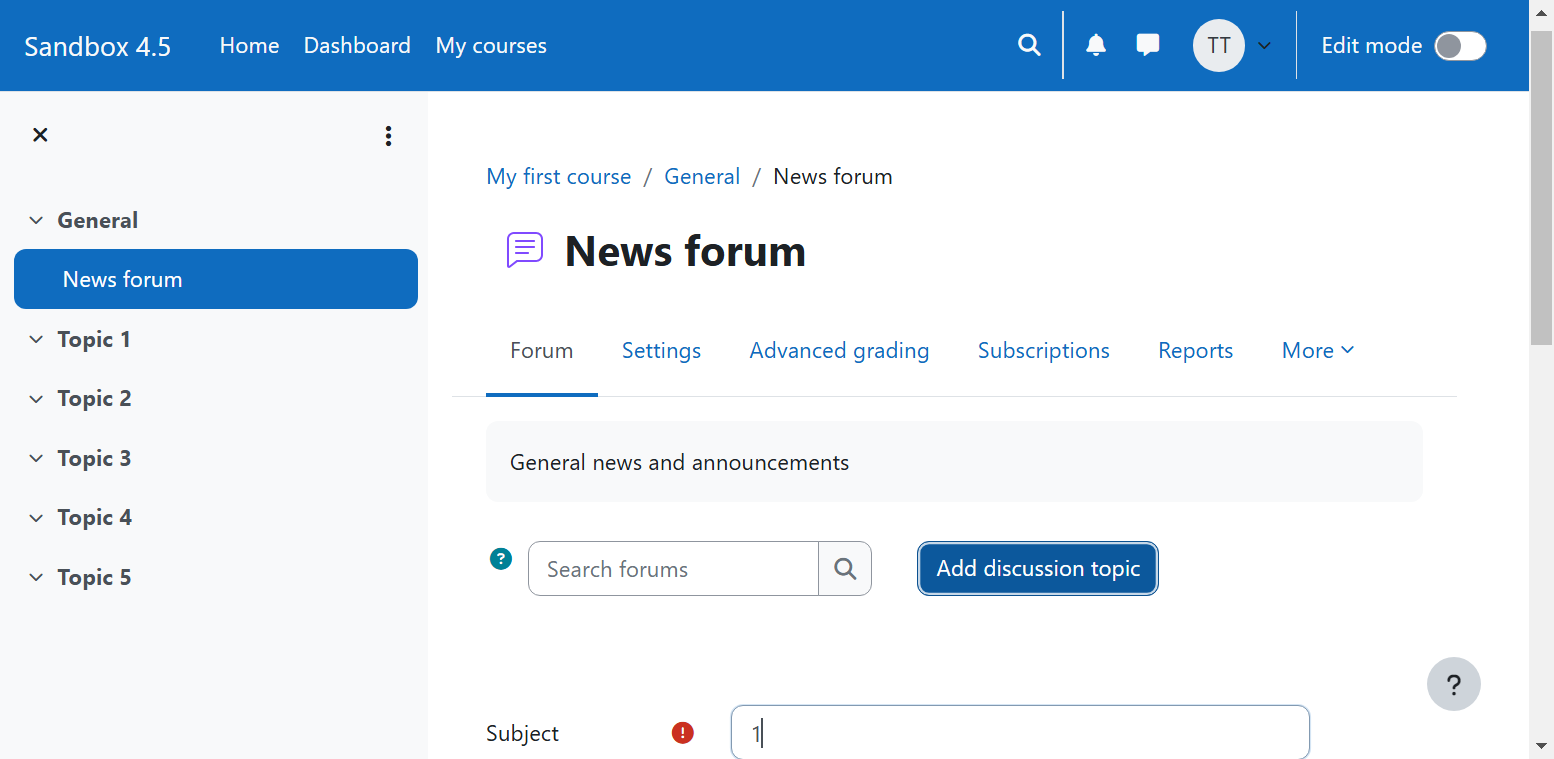 Sandbox 4.5 Home Dashboard My courses TT Edit mode
General
News forum
Topic 1
Topic 2
Topic 3
Topic 4
Topic 5
My first course / General / News forum
News forum
Forum Settings Advanced grading Subscriptions Reports More
General news and announcements
? Search forums Add discussion topic
?
Subject ! 1